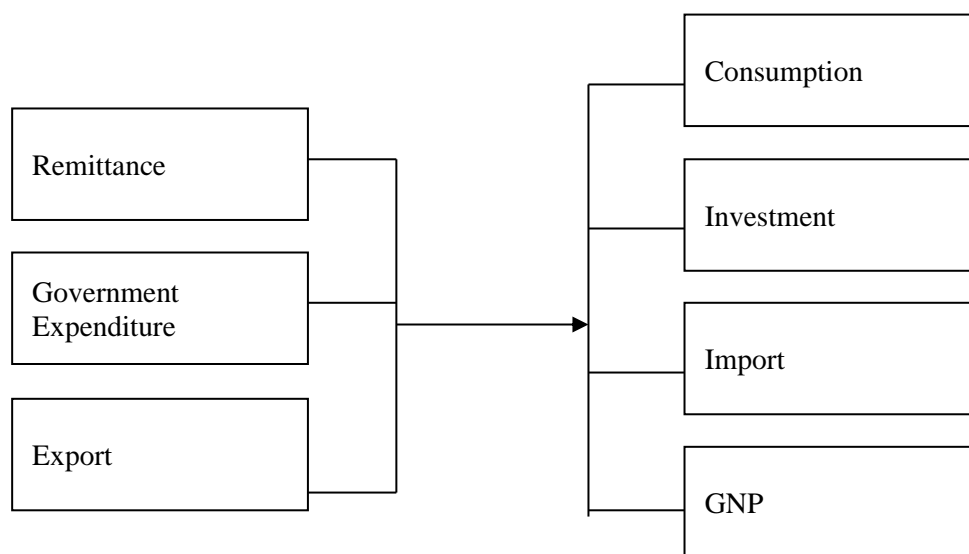 Remittance
Government
Expenditure
Export
Consumption
Investment
Import
GNP